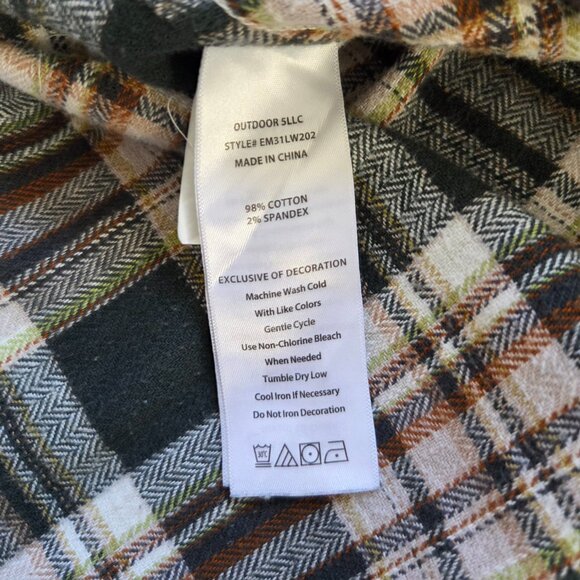 OUTDOOR 5LLC
STYLE# EM31LW202
MADE IN CHINA
98% COTTON
2% SPANDEX
EXCLUSIVE OF DECORATION
Machine Wash Cold
With Like Colors
Gentle Cycle
Use Non-Chlorine Bleach
When Needed
Tumble Dry Low
Cool Iron If Necessary
Do Not Iron Decoration